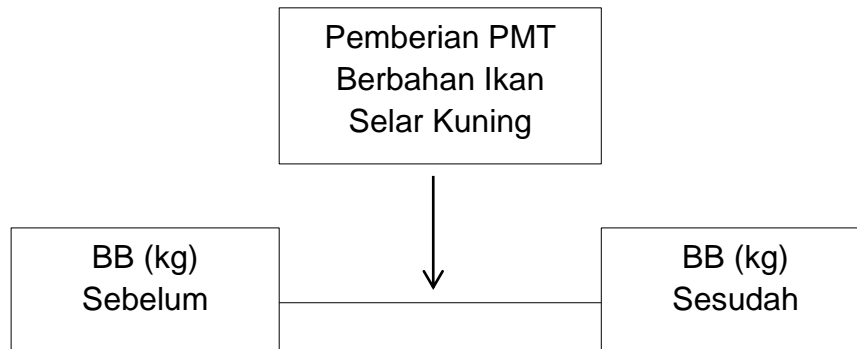 Pemberian PMT
Berbahan Ikan
Selar Kuning
BB (kg)
Sebelum
BB (kg)
Sesudah